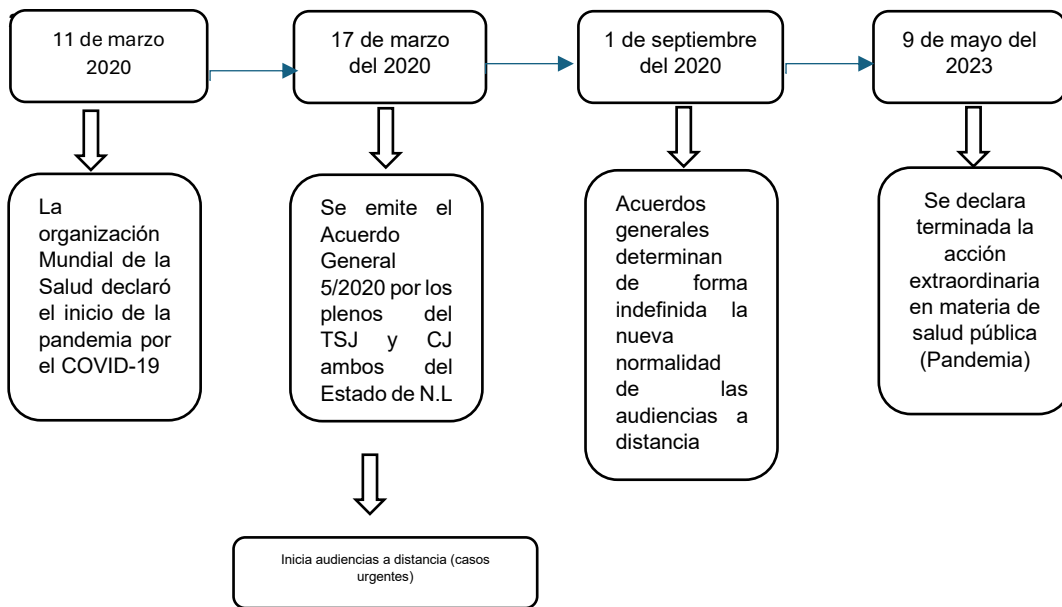 11 de marzo
2020
17 de marzo
del 2020
1 de septiembre
del 2020
9 de mayo del
2023
La
organización
Mundial de la
Salud declaró
el inicio de la
pandemia por
el COVID-19
Se emite el
Acuerdo
General
5/2020 por los
plenos del
TSJ y CJ
ambos del
Estado de N.L
Acuerdos
generales
determinan
de forma
indefinida la
nueva
normalidad
de las
audiencias a
distancia
Se declara
terminada la
acción
extraordinaria
en materia de
salud pública
(Pandemia)
Inicia audiencias a distancia (casos
urgentes)